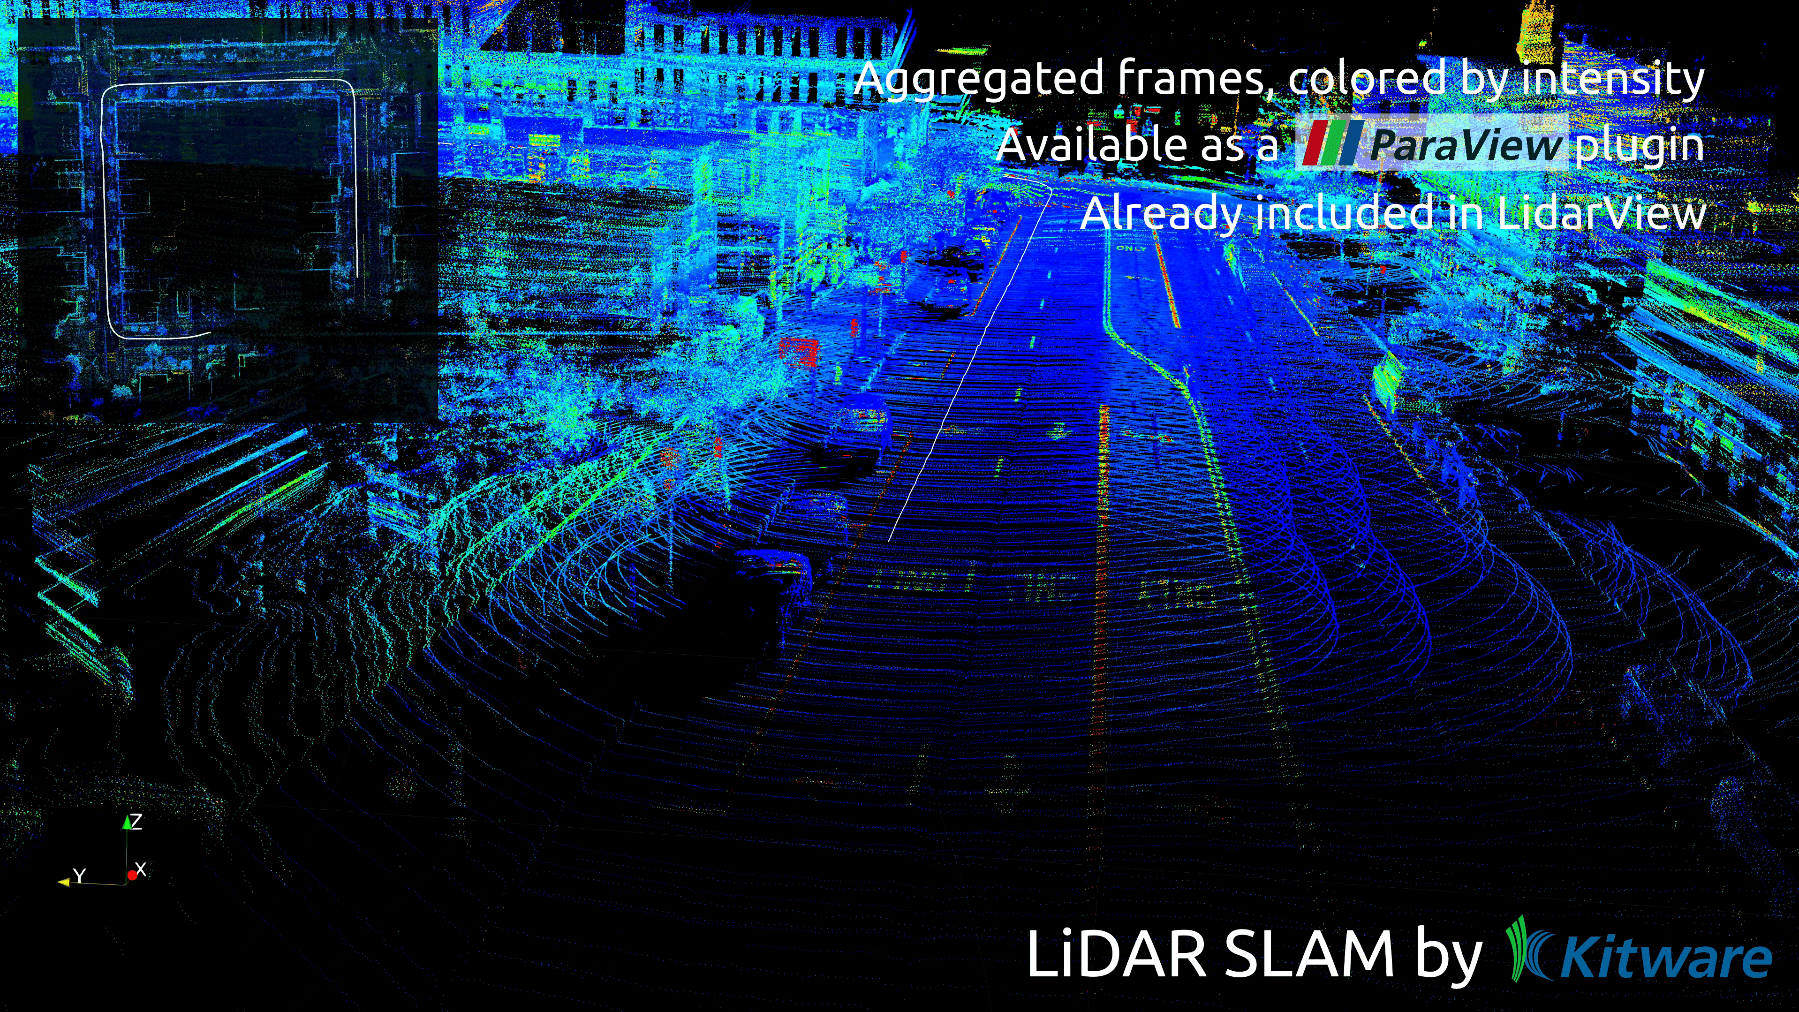 Aggregated frames, colored by intensity
Available as a ParaView plugin
Already included in LidarView
ONLY
Z
Y X
LiDAR SLAM by Kitware